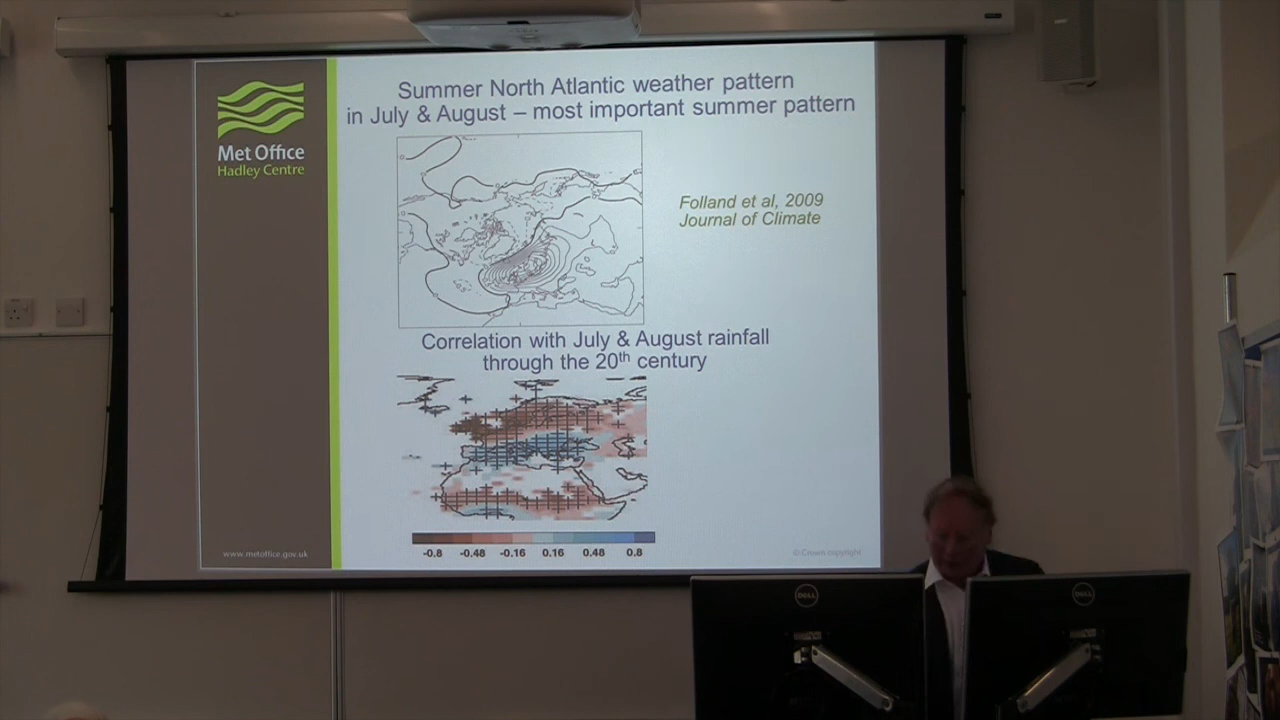 Summer North Atlantic weather pattern
in July & August – most important summer pattern
Met Office
Hadley Centre
Folland et al, 2009
Journal of Climate
Correlation with July & August rainfall
through the 20th century
-0.8 -0.48 -0.16 0.16 0.48 0.8
www.metoffice.gov.uk
© Crown copyright
DELL
DELL